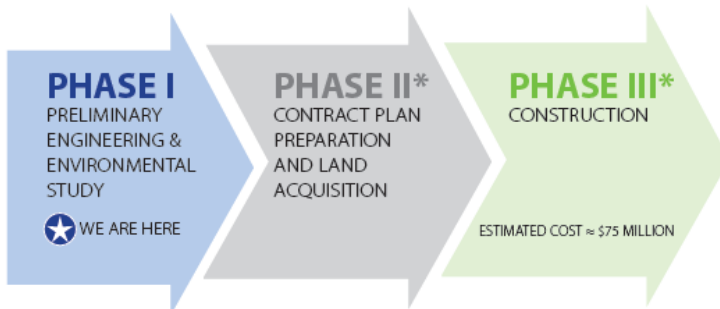 PHASE I
PRELIMINARY
ENGINEERING &
ENVIRONMENTAL
STUDY
WE ARE HERE
PHASE II*
CONTRACT PLAN
PREPARATION
AND LAND
ACQUISITION
PHASE III*
CONSTRUCTION
ESTIMATED COST ≈ $75 MILLION